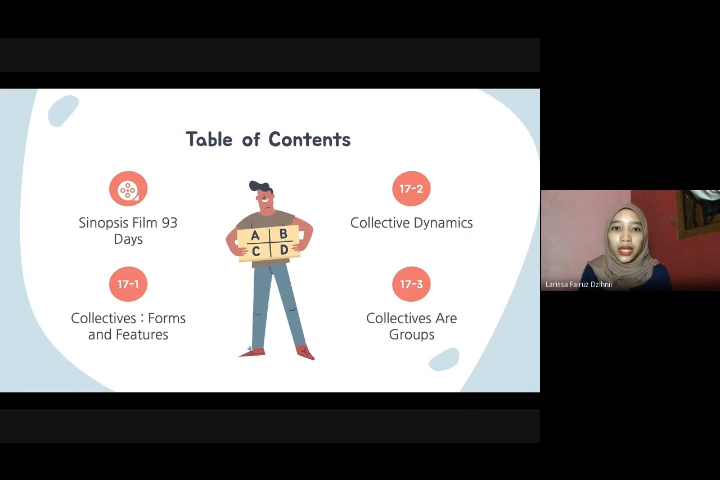 Table of Contents
Sinopsis Film 93
Days
17-1
Collectives : Forms
and Features
A B
C D
17-2
Collective Dynamics
17-3
Collectives Are
Groups
Larissa Fairuz Dzihnii